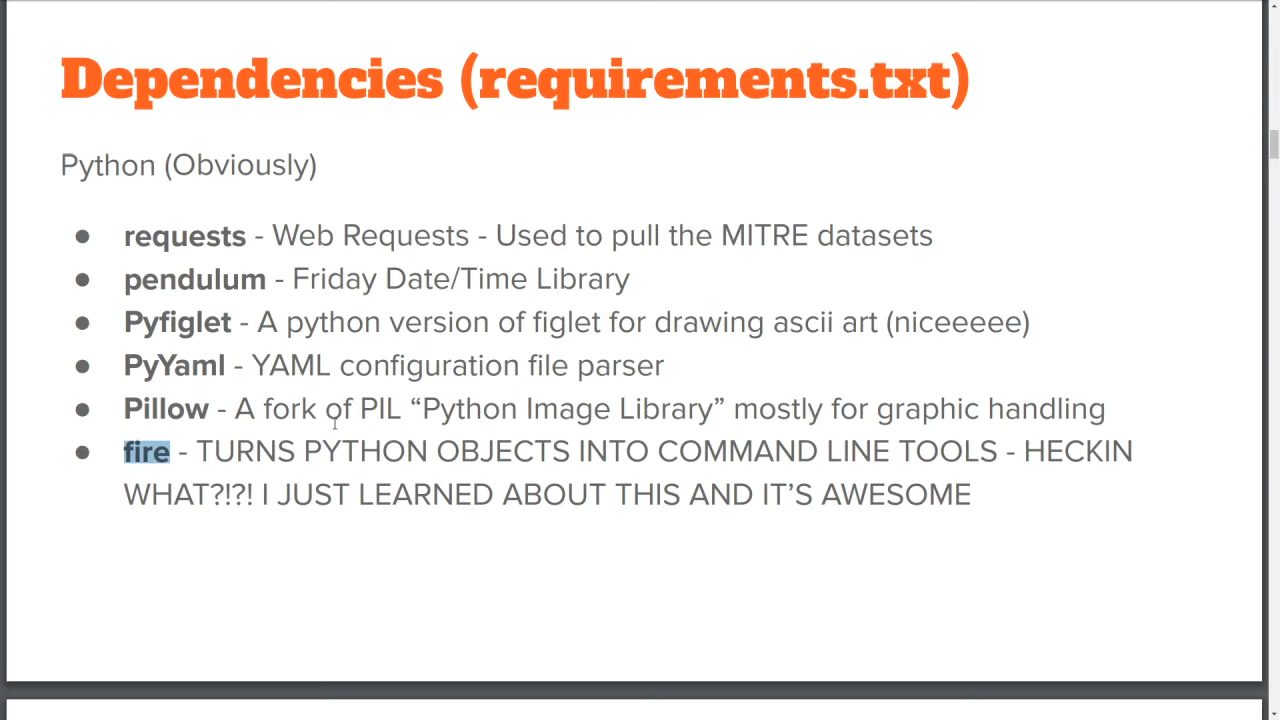 Dependencies (requirements.txt)
Python (Obviously)
● requests - Web Requests - Used to pull the MITRE datasets
● pendulum - Friday Date/Time Library
● Pyfiglet - A python version of figlet for drawing ascii art (niceeeee)
● PyYaml - YAML configuration file parser
● Pillow - A fork of PIL “Python Image Library” mostly for graphic handling
● fire - TURNS PYTHON OBJECTS INTO COMMAND LINE TOOLS - HECKIN
WHAT?!?! I JUST LEARNED ABOUT THIS AND IT’S AWESOME